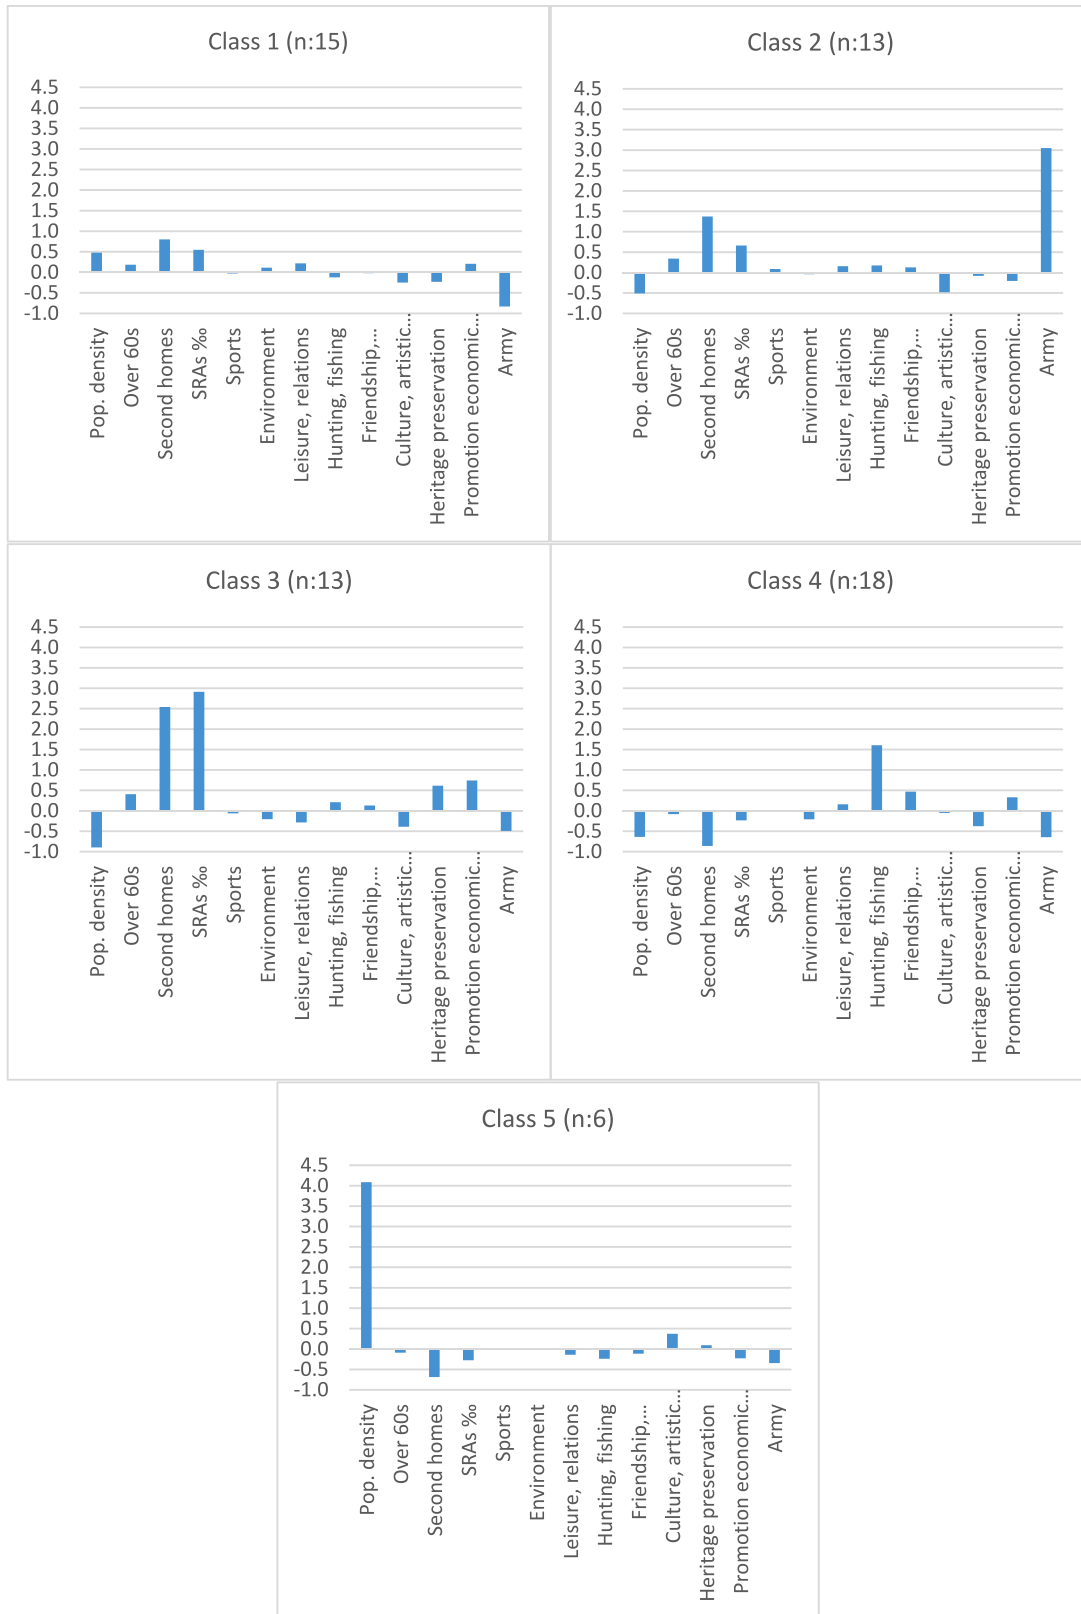 Class 1 (n:15)
4.5
4.0
3.5
3.0
2.5
2.0
1.5
1.0
0.5
0.0
-0.5
-1.0
Pop. density
Over 60s
Second homes
SRAs ‰
Sports
Environment
Leisure, relations
Hunting, fishing
Friendship,...
Culture, artistic...
Heritage preservation
Promotion economic...
Army
Class 2 (n:13)
4.5
4.0
3.5
3.0
2.5
2.0
1.5
1.0
0.5
0.0
-0.5
-1.0
Pop. density
Over 60s
Second homes
SRAs ‰
Sports
Environment
Leisure, relations
Hunting, fishing
Friendship,...
Culture, artistic...
Heritage preservation
Promotion economic...
Army
Class 3 (n:13)
4.5
4.0
3.5
3.0
2.5
2.0
1.5
1.0
0.5
0.0
-0.5
-1.0
Pop. density
Over 60s
Second homes
SRAs ‰
Sports
Environment
Leisure, relations
Hunting, fishing
Friendship,...
Culture, artistic...
Heritage preservation
Promotion economic...
Army
Class 4 (n:18)
4.5
4.0
3.5
3.0
2.5
2.0
1.5
1.0
0.5
0.0
-0.5
-1.0
Pop. density
Over 60s
Second homes
SRAs ‰
Sports
Environment
Leisure, relations
Hunting, fishing
Friendship,...
Culture, artistic...
Heritage preservation
Promotion economic...
Army
Class 5 (n:6)
4.5
4.0
3.5
3.0
2.5
2.0
1.5
1.0
0.5
0.0
-0.5
-1.0
Pop. density
Over 60s
Second homes
SRAs ‰
Sports
Environment
Leisure, relations
Hunting, fishing
Friendship,...
Culture, artistic...
Heritage preservation
Promotion economic...
Army